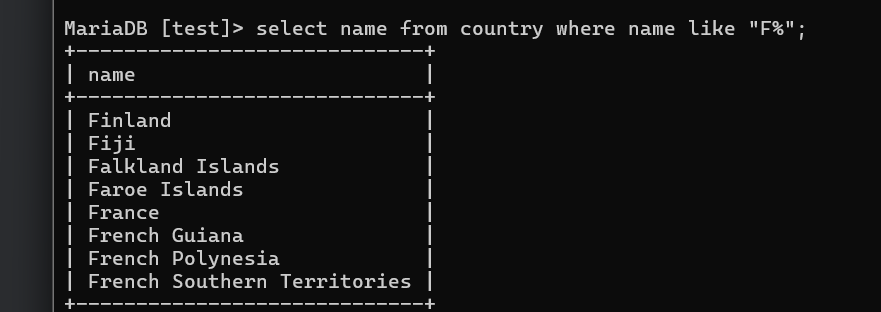 MariaDB [test]> select name from country where name like "F%";
+-----------------------------+
| name                        |
+-----------------------------+
| Finland                     |
| Fiji                        |
| Falkland Islands            |
| Faroe Islands               |
| France                      |
| French Guiana               |
| French Polynesia            |
| French Southern Territories |
+-----------------------------+